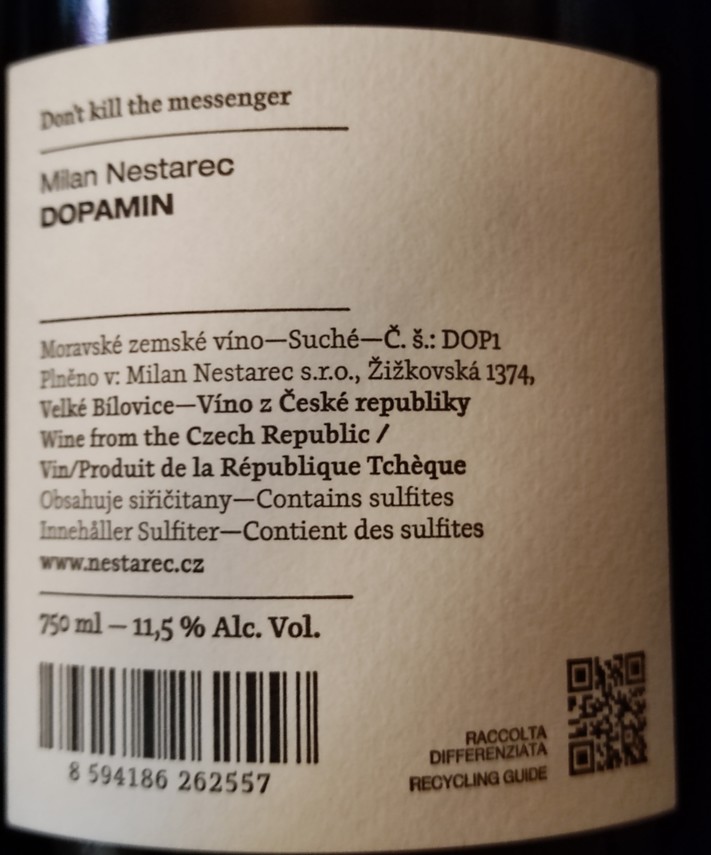 Don't kill the messenger
Milan Nestarec
DOPAMIN
Moravské zemské víno—Suché—Č. š.: DOP1
Plněno v: Milan Nestarec s.r.o., Žižkovská 1374,
Velké Bílovice—Víno z České republiky
Wine from the Czech Republic /
Vin/Produit de la République Tchèque
Obsahuje siřičitany—Contains sulfites
Innehåller Sulfiter—Contient des sulfites
www.nestarec.cz
750 ml — 11,5 % Alc. Vol.
8 594186 262557
RACCOLTA
DIFFERENZIATA
RECYCLING GUIDE